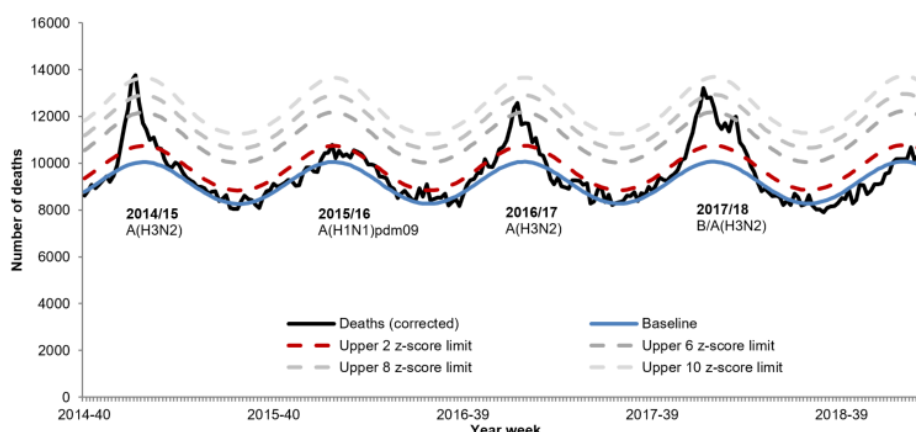 16000
14000
12000
10000
8000
6000
4000
2000
0
Number of deaths
2014/15
A(H3N2)
2015/16
A(H1N1)pdm09
2016/17
A(H3N2)
2017/18
B/A(H3N2)
Deaths (corrected)
Baseline
Upper 2 z-score limit
Upper 6 z-score limit
Upper 8 z-score limit
Upper 10 z-score limit
2014-40
2015-40
2016-39
2017-39
2018-39
Year week